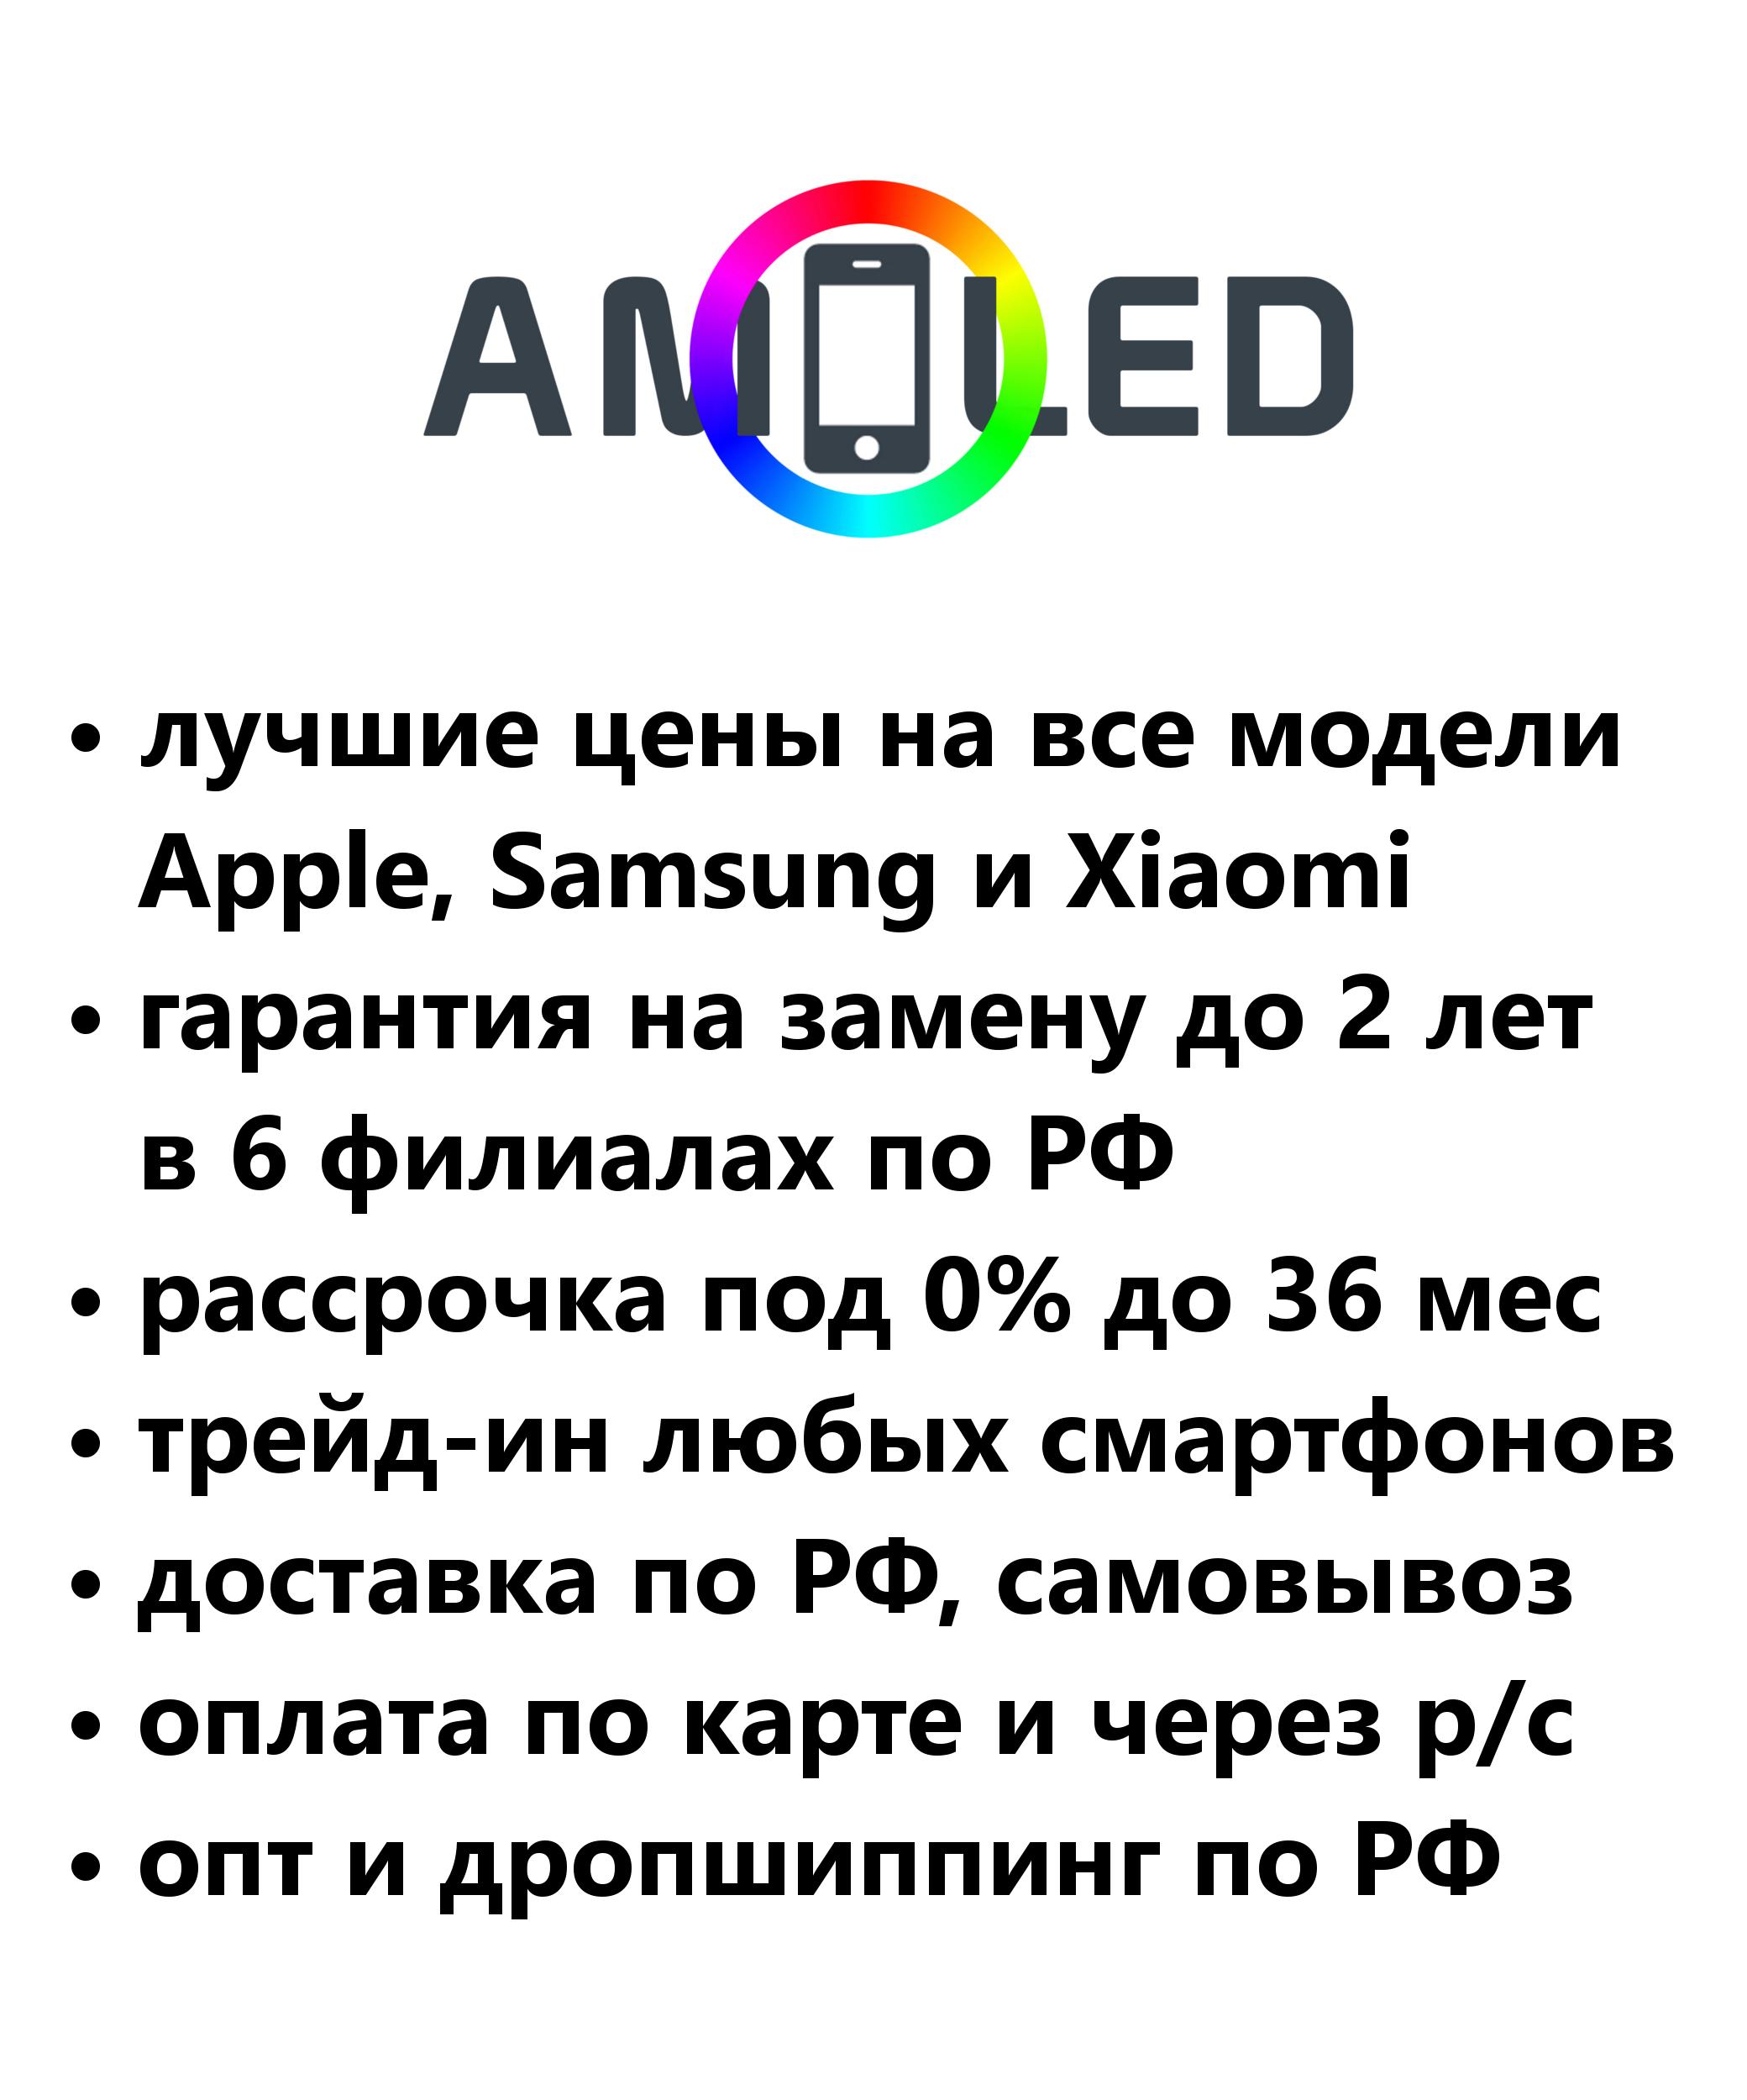 AMOLED
• лучшие цены на все модели
Apple, Samsung и Xiaomi
• гарантия на замену до 2 лет
в 6 филиалах по РФ
• рассрочка под 0% до 36 мес
• трейд-ин любых смартфонов
• доставка по РФ, самовывоз
• оплата по карте и через р/с
• опт и дропшиппинг по РФ